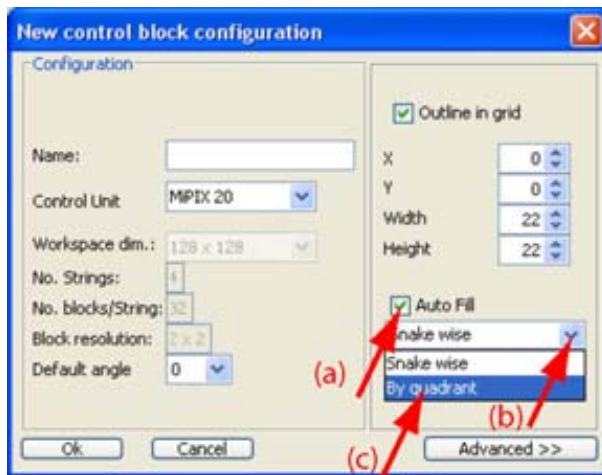 New control block configuration
Configuration
Name:
Control Unit MiPIX 20
Workspace dim.: 128 x 128
No. Strings: 4
No. blocks/String: 32
Block resolution: 2 x 2
Default angle 0
Outline in grid
X 0
Y 0
Width 22
Height 22
Auto Fill
Snake wise
Snake wise
By quadrant
(a)
(b)
(c)
Ok Cancel Advanced >>